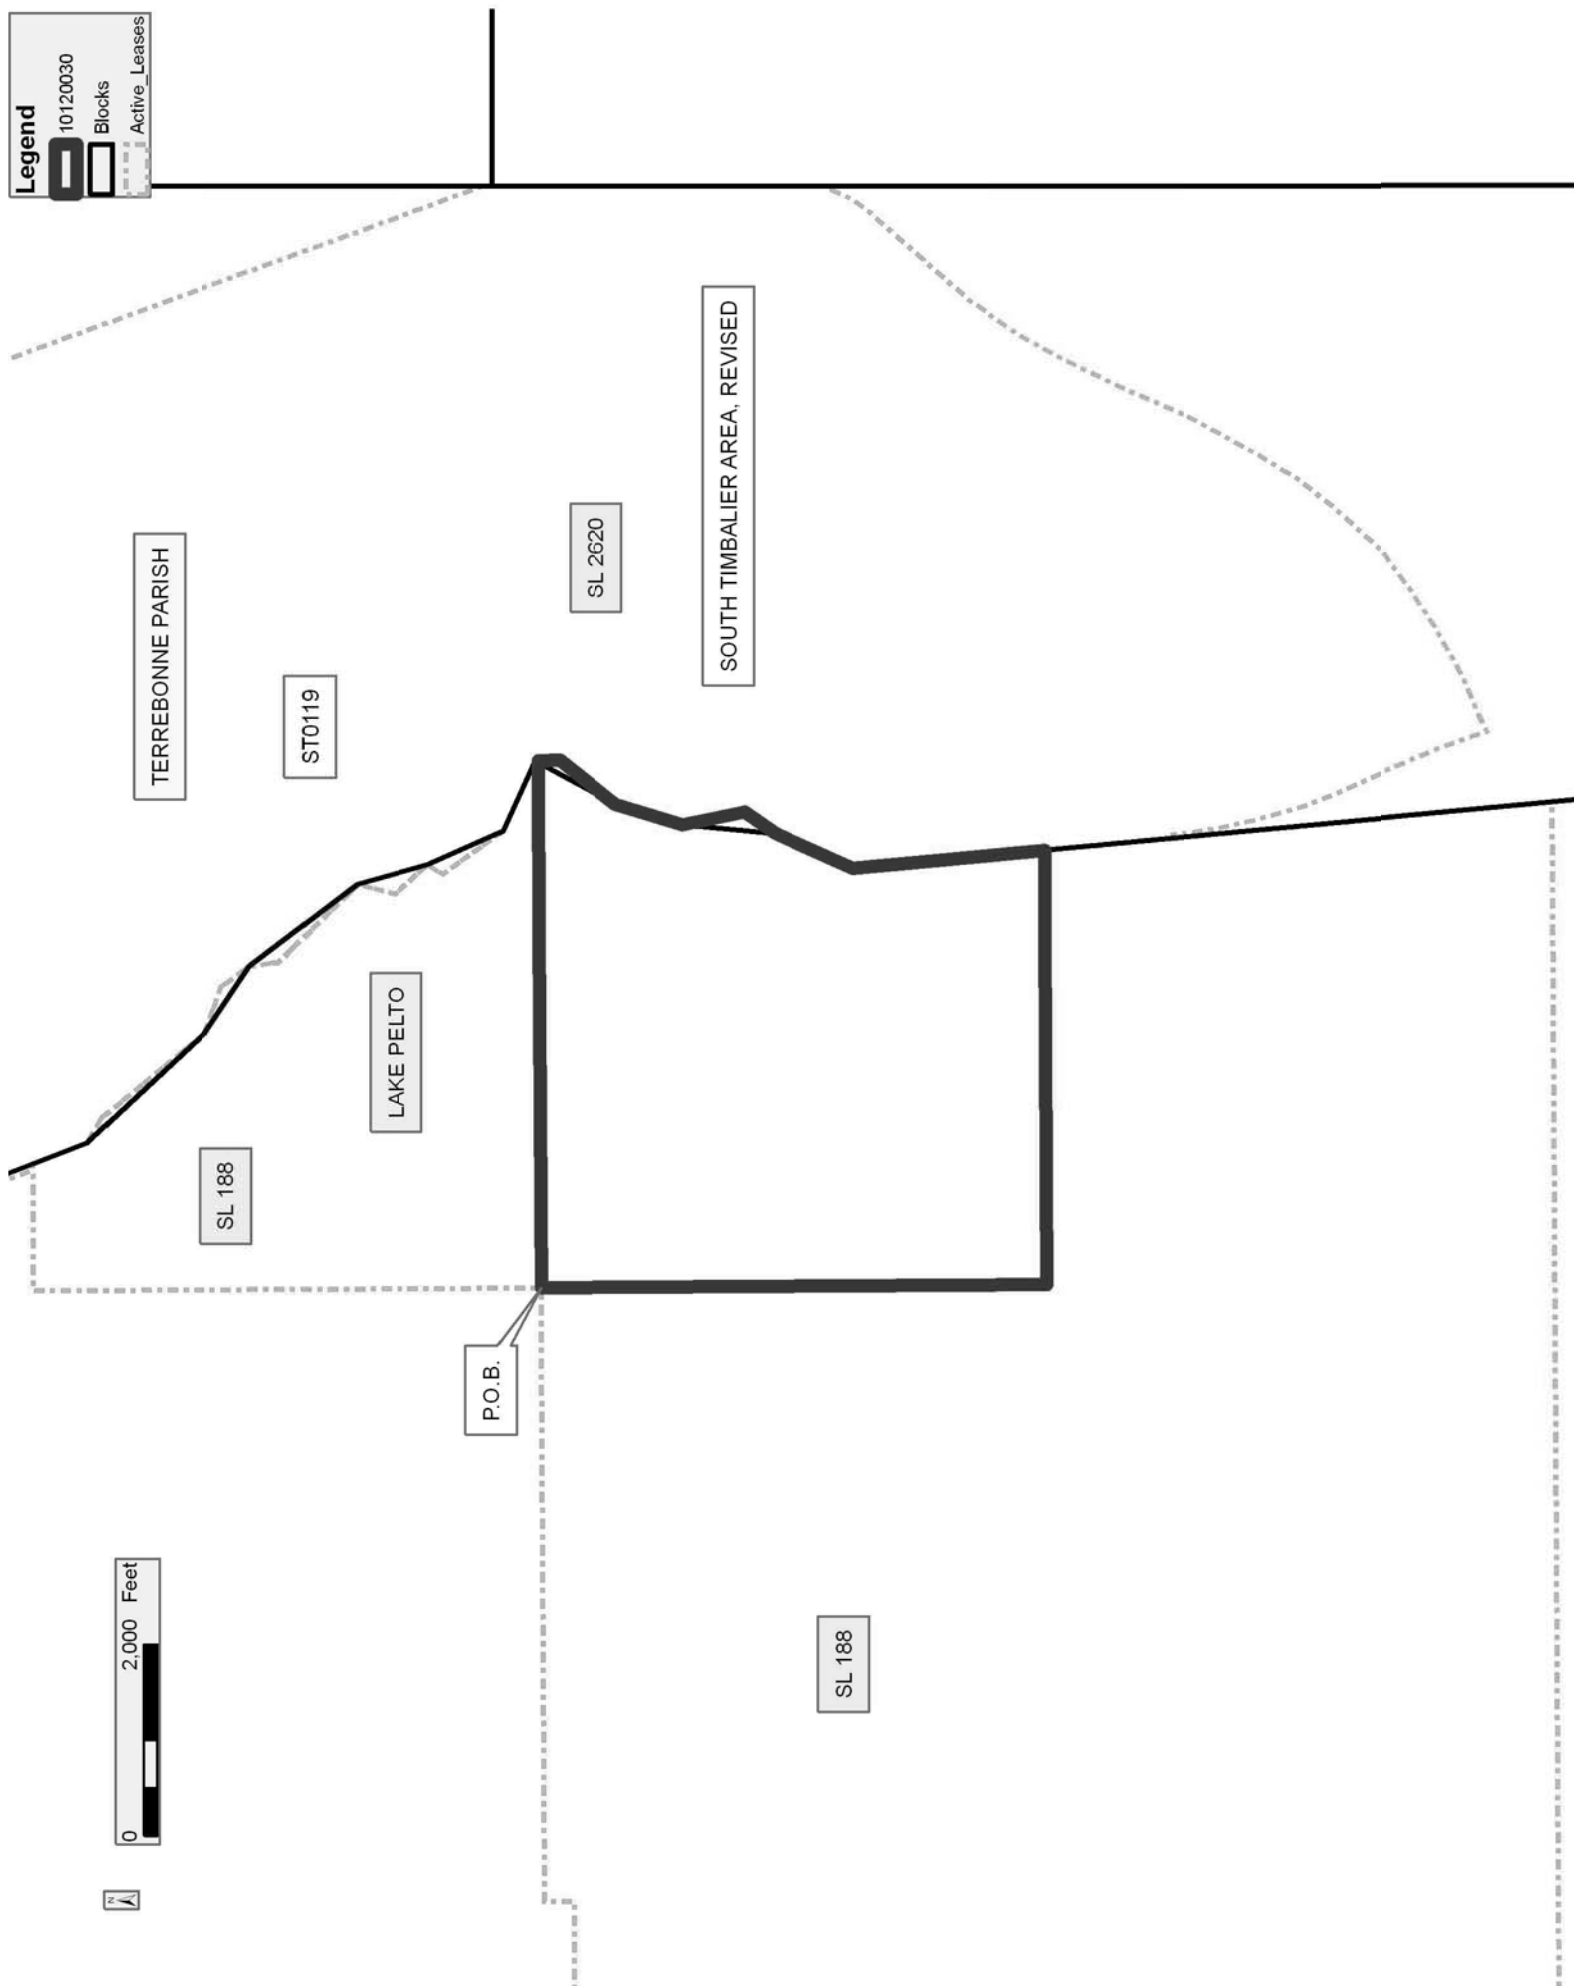 Legend
10120030
Blocks
Active_Leases
TERREBONNE PARISH
ST0119
SL 2620
SOUTH TIMBALIER AREA, REVISED
LAKE PELTO
SL 188
P.O.B.
SL 188
0 2,000 Feet
N